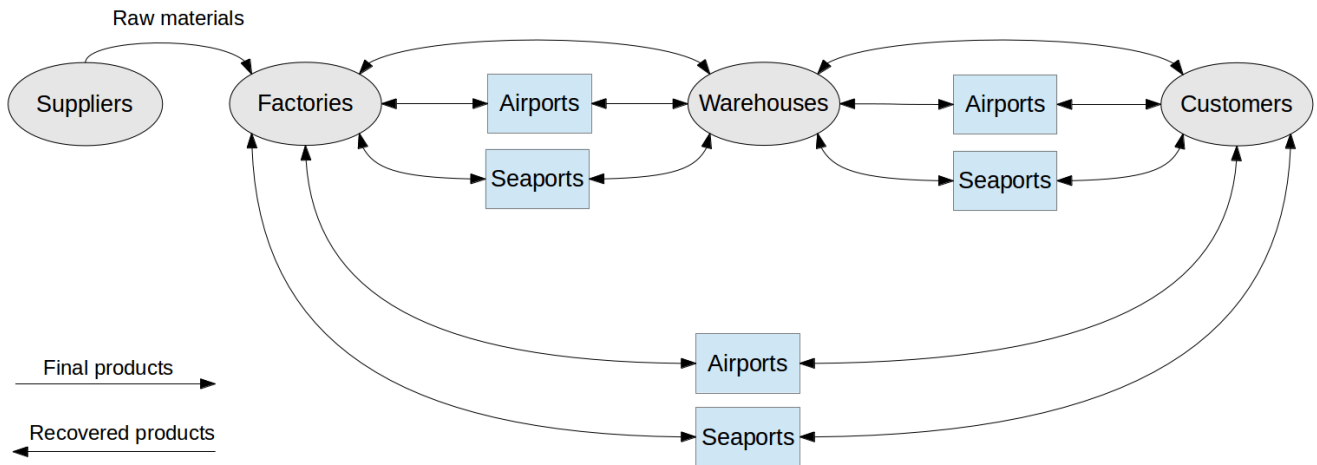 Raw materials
Suppliers
Factories
Airports
Warehouses
Airports
Customers
Seaports
Seaports
Airports
Final products
Recovered products
Seaports